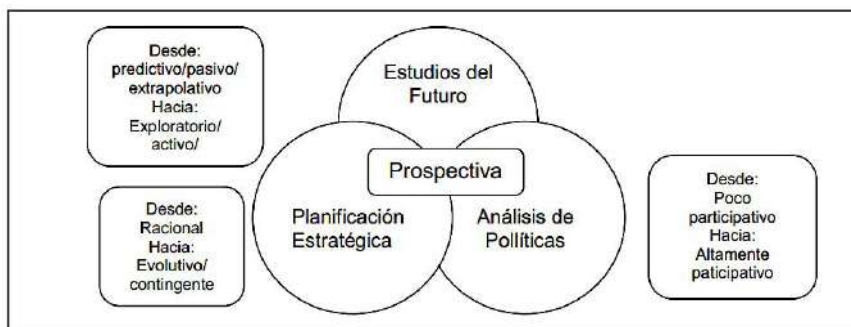 Desde:
predictivo/pasivo/
extrapolativo
Hacia:
Exploratorio/
activo/
Estudios del
Futuro
Prospectiva
Desde:
Racional
Hacia:
Evolutivo/
contingente
Planificación
Estratégica
Análisis de
Pollíticas
Desde:
Poco
participativo
Hacia:
Altamente
paticipativo